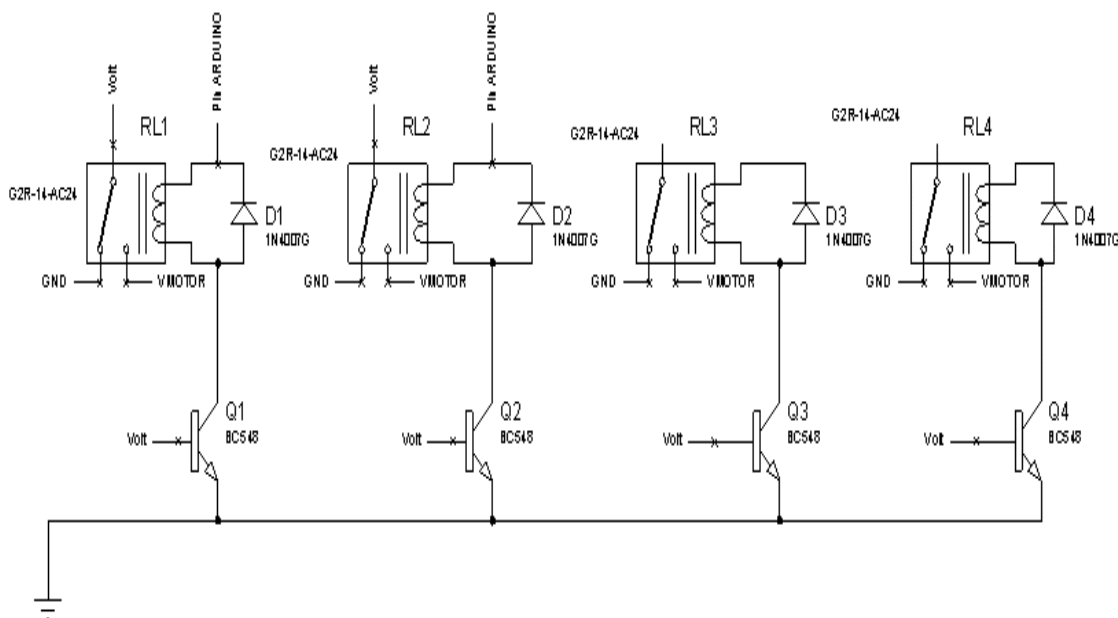 Volt
Pin ARDUINO
Volt
Pin ARDUINO
RL1
RL2
RL3
RL4
G2R-14-AC24
G2R-14-AC24
G2R-14-AC24
G2R-14-AC24
D1
1N4007G
D2
1N4007G
D3
1N4007G
D4
1N4007G
GND
VMOTOR
GND
VMOTOR
GND
VMOTOR
GND
VMOTOR
Q1
BC548
Q2
BC548
Q3
BC548
Q4
BC548
Volt
Volt
Volt
Volt